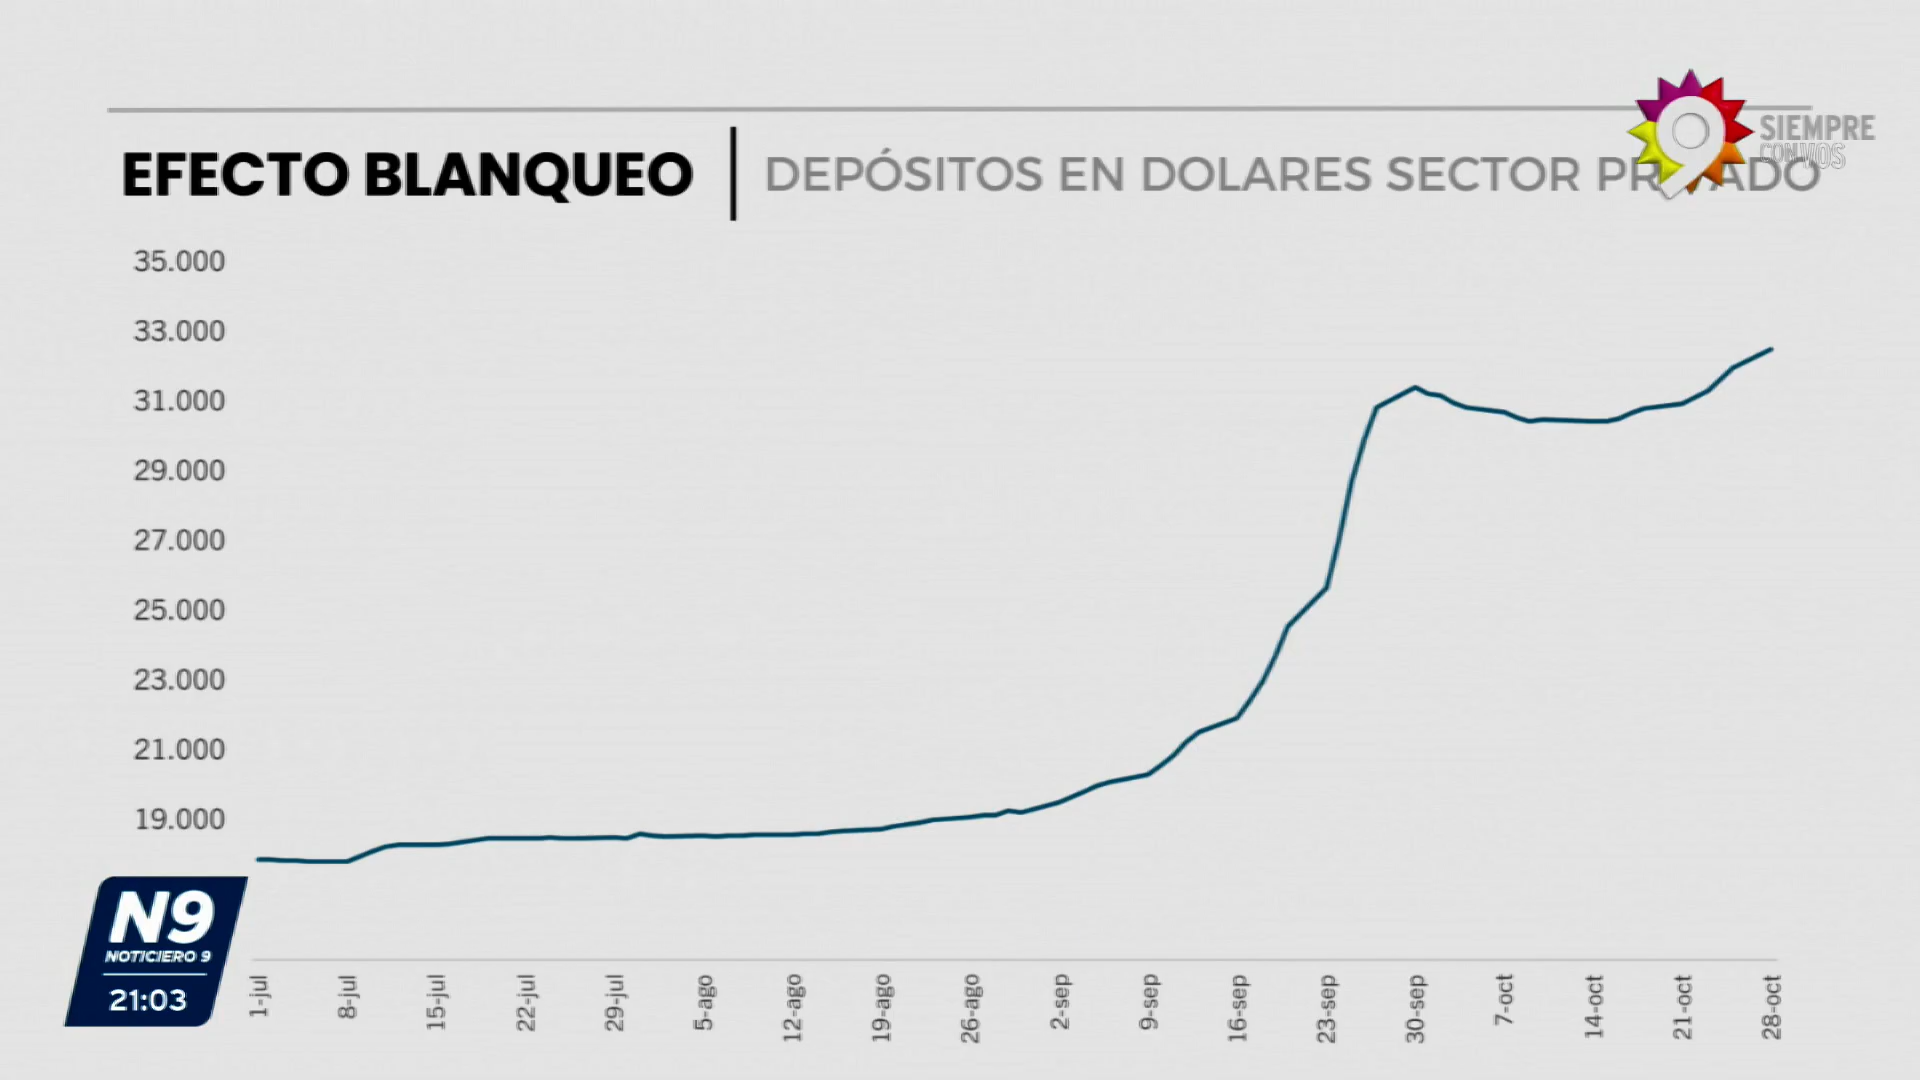 SIEMPRE
CON VOS
EFECTO BLANQUEO
DEPÓSITOS EN DOLARES SECTOR PRIVADO
35.000
33.000
31.000
29.000
27.000
25.000
23.000
21.000
19.000
N9
NOTICIERO 9
21:03
1-jul
8-jul
15-jul
22-jul
29-jul
5-ago
12-ago
19-ago
26-ago
2-sep
9-sep
16-sep
23-sep
30-sep
7-oct
14-oct
21-oct
28-oct